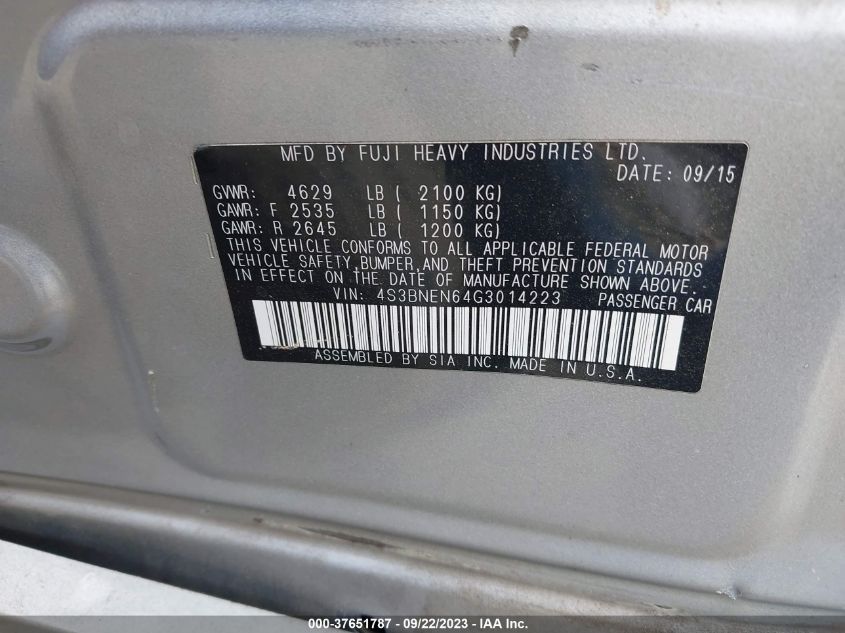 MFD BY FUJI HEAVY INDUSTRIES LTD.
DATE: 09/15
GVWR: 4629 LB ( 2100 KG)
GAWR: F 2535 LB ( 1150 KG)
GAWR: R 2645 LB ( 1200 KG)
THIS VEHICLE CONFORMS TO ALL APPLICABLE FEDERAL MOTOR
VEHICLE SAFETY, BUMPER, AND THEFT PREVENTION STANDARDS
IN EFFECT ON THE DATE OF MANUFACTURE SHOWN ABOVE..
VIN: 4S3BNEN64G3014223 PASSENGER CAR
ASSEMBLED BY SIA INC. MADE IN U.S.A.
000-37651787 - 09/22/2023 - IAA Inc.